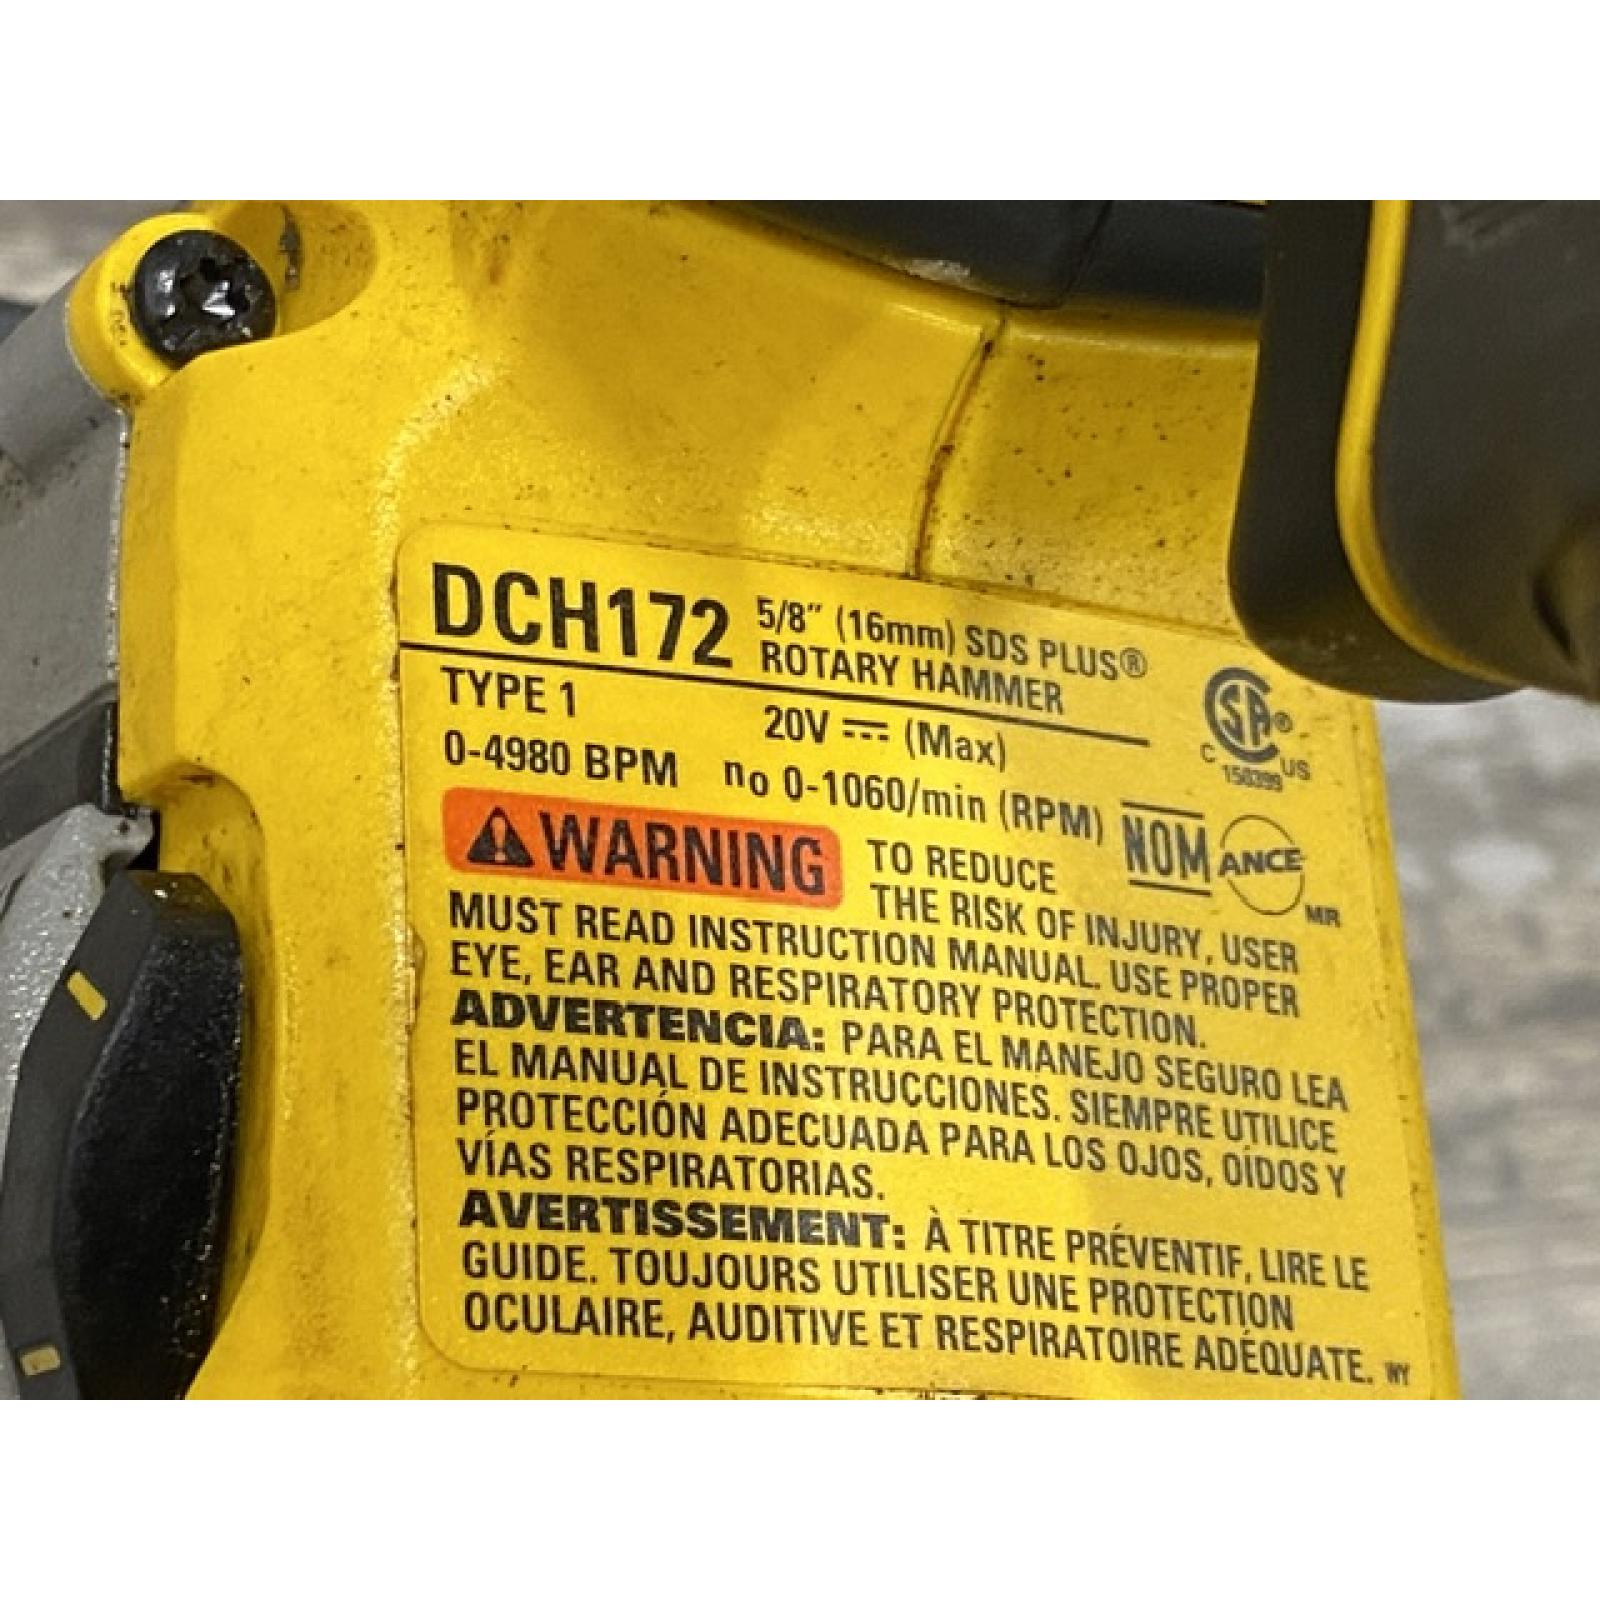 DCH172 5/8" (16mm) SDS PLUS®
ROTARY HAMMER
TYPE 1 20V ⎓ (Max)
0-4980 BPM no 0-1060/min (RPM)
SA®
C US
150399
NOM ANCE
MR
WARNING TO REDUCE
THE RISK OF INJURY, USER
MUST READ INSTRUCTION MANUAL. USE PROPER
EYE, EAR AND RESPIRATORY PROTECTION.
ADVERTENCIA: PARA EL MANEJO SEGURO LEA
EL MANUAL DE INSTRUCCIONES. SIEMPRE UTILICE
PROTECCIÓN ADECUADA PARA LOS OJOS, OÍDOS Y
VÍAS RESPIRATORIAS.
AVERTISSEMENT: À TITRE PRÉVENTIF, LIRE LE
GUIDE. TOUJOURS UTILISER UNE PROTECTION
OCULAIRE, AUDITIVE ET RESPIRATOIRE ADÉQUATE. WY